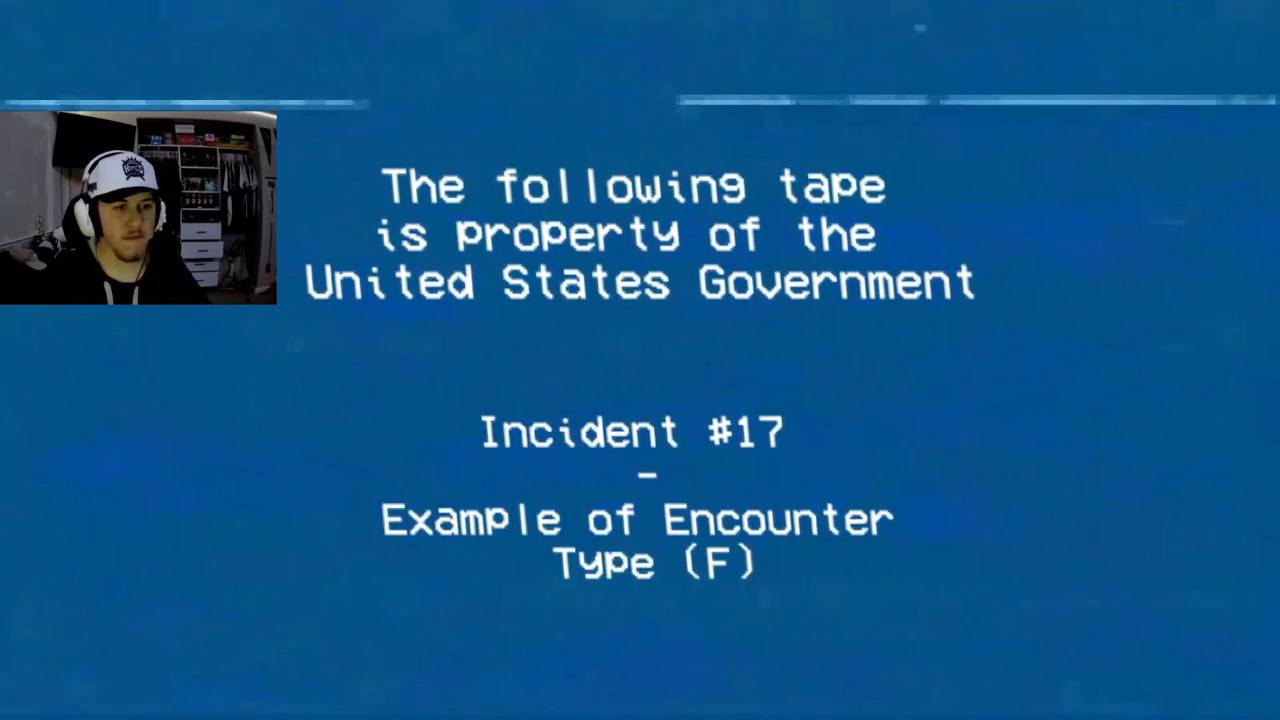 The following tape
is property of the
United States Government
Incident #17
-
Example of Encounter
Type (F)